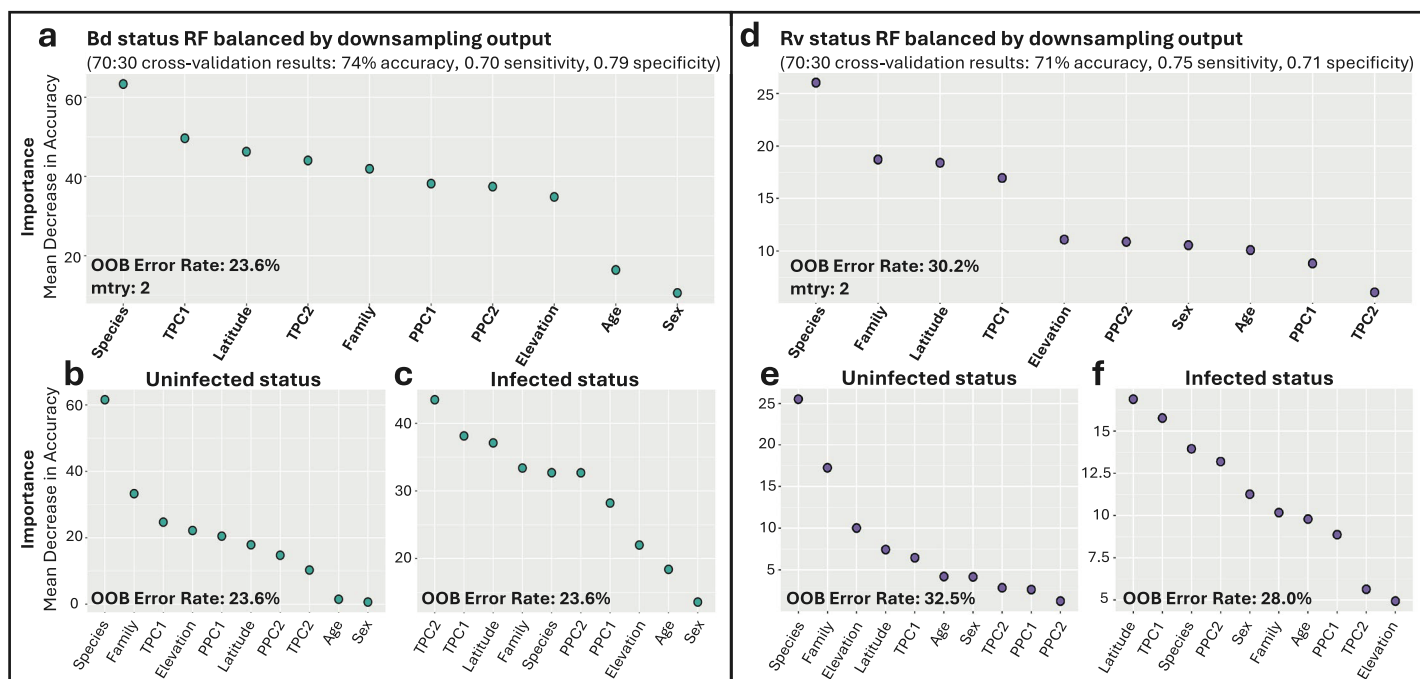 a Bd status RF balanced by downsampling output
(70:30 cross-validation results: 74% accuracy, 0.70 sensitivity, 0.79 specificity)
Importance
Mean Decrease in Accuracy
60
40
20
OOB Error Rate: 23.6%
mtry: 2
Species TPC1 Latitude TPC2 Family PPC1 PPC2 Elevation Age Sex
b Uninfected status
Importance
Mean Decrease in Accuracy
60
40
20
0
OOB Error Rate: 23.6%
Species Family TPC1 Elevation PPC1 Latitude PPC2 TPC2 Age Sex
c Infected status
40
30
20
OOB Error Rate: 23.6%
TPC2 TPC1 Latitude Family Species PPC2 PPC1 Elevation Age Sex
d Rv status RF balanced by downsampling output
(70:30 cross-validation results: 71% accuracy, 0.75 sensitivity, 0.71 specificity)
25
20
15
10
OOB Error Rate: 30.2%
mtry: 2
Species Family Latitude TPC1 Elevation PPC2 Sex Age PPC1 TPC2
e Uninfected status
25
20
15
10
5
OOB Error Rate: 32.5%
Species Family Elevation Latitude TPC1 Age Sex TPC2 PPC1 PPC2
f Infected status
15
12.5
10
7.5
5
OOB Error Rate: 28.0%
Latitude TPC1 Species PPC2 Sex Family Age PPC1 TPC2 Elevation